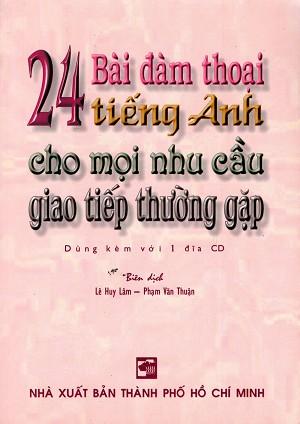 24 Bài đàm thoại
tiếng Anh
cho mọi nhu cầu
giao tiếp thường gặp
Dùng kèm với 1 đĩa CD
Biên dịch
Lê Huy Lâm – Phạm Văn Thuận
NHÀ XUẤT BẢN THÀNH PHỐ HỒ CHÍ MINH